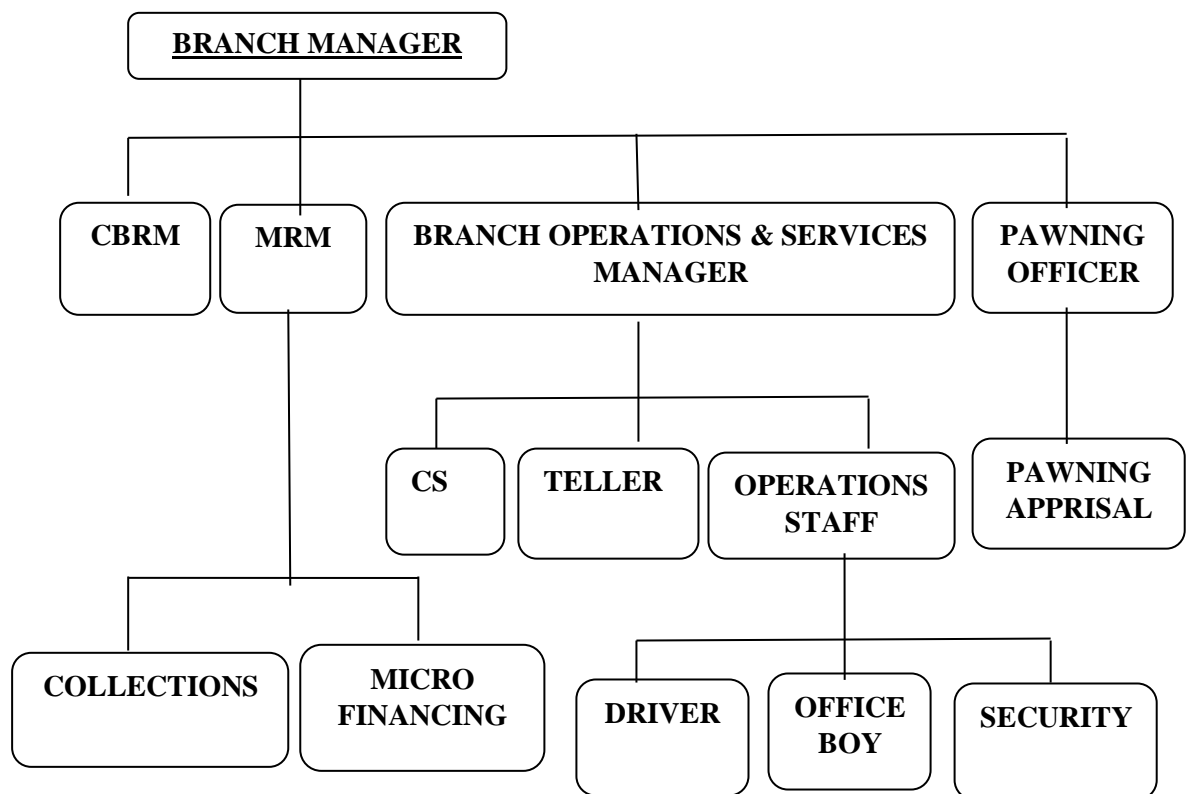 BRANCH MANAGER
CBRM
MRM
BRANCH OPERATIONS & SERVICES
MANAGER
PAWNING
OFFICER
CS
TELLER
OPERATIONS
STAFF
PAWNING
APPRISAL
COLLECTIONS
MICRO
FINANCING
DRIVER
OFFICE
BOY
SECURITY